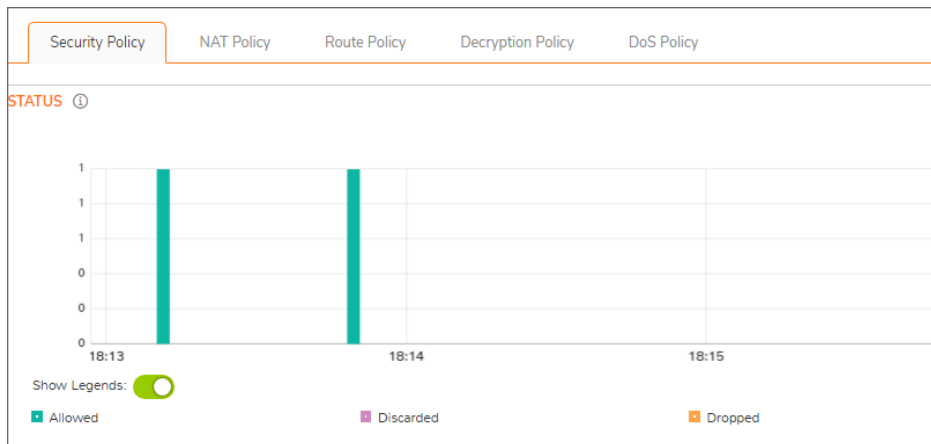 Security Policy NAT Policy Route Policy Decryption Policy DoS Policy
STATUS
1
1
1
0
0
0
18:13 18:14 18:15
Show Legends:
Allowed Discarded Dropped